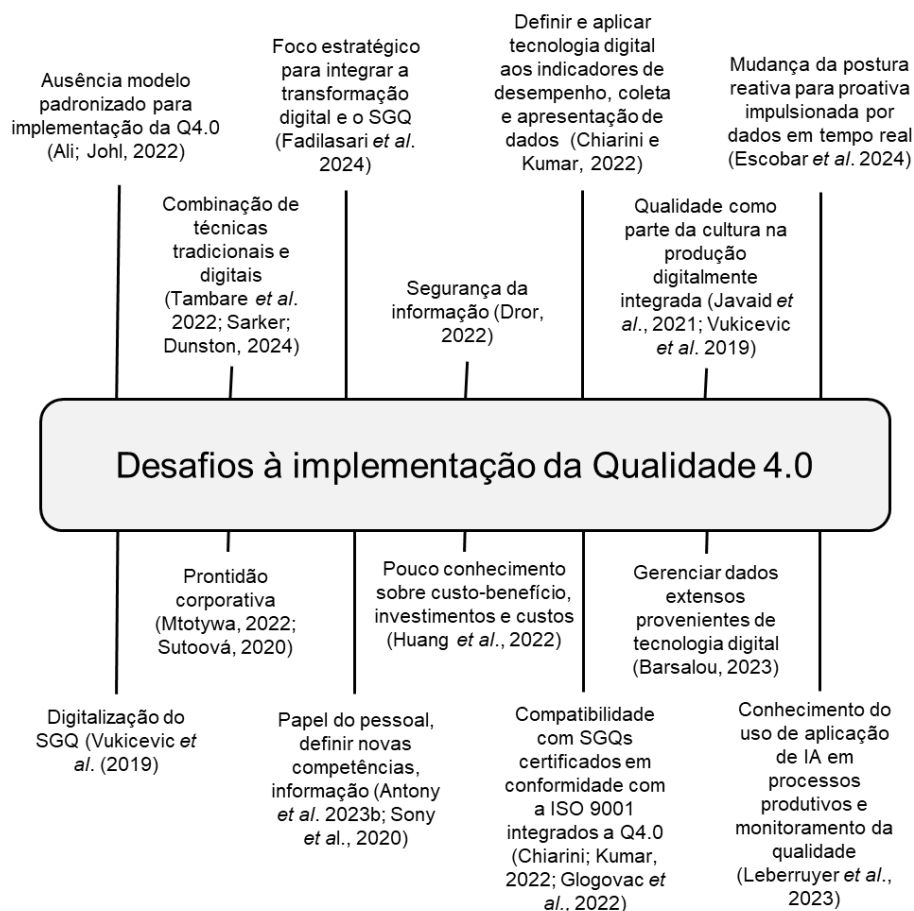 Ausência modelo
padronizado para
implementação da Q4.0
(Ali; Johl, 2022)
Foco estratégico
para integrar a
transformação
digital e o SGQ
(Fadilasari et al.
2024)
Definir e aplicar
tecnologia digital
aos indicadores de
desempenho, coleta
e apresentação de
dados (Chiarini e
Kumar, 2022)
Mudança da postura
reativa para proativa
impulsionada por
dados em tempo real
(Escobar et al. 2024)
Combinação de
técnicas
tradicionais e
digitais
(Tambare et al.
2022; Sarker;
Dunston, 2024)
Segurança da
informação (Dror,
2022)
Qualidade como
parte da cultura na
produção
digitalmente
integrada (Javaid et
al., 2021; Vukicevic
et al. 2019)
Desafios à implementação da Qualidade 4.0
Prontidão
corporativa
(Mtotywa, 2022;
Sutoová, 2020)
Pouco conhecimento
sobre custo-benefício,
investimentos e custos
(Huang et al., 2022)
Gerenciar dados
extensos
provenientes de
tecnologia digital
(Barsalou, 2023)
Digitalização do
SGQ (Vukicevic et
al. (2019)
Papel do pessoal,
definir novas
competências,
informação (Antony
et al. 2023b; Sony
et al., 2020)
Compatibilidade
com SGQs
certificados em
conformidade com
a ISO 9001
integrados a Q4.0
(Chiarini; Kumar,
2022; Glogovac et
al., 2022)
Conhecimento do
uso de aplicação
de IA em
processos
produtivos e
monitoramento da
qualidade
(Leberruyer et al.,
2023)